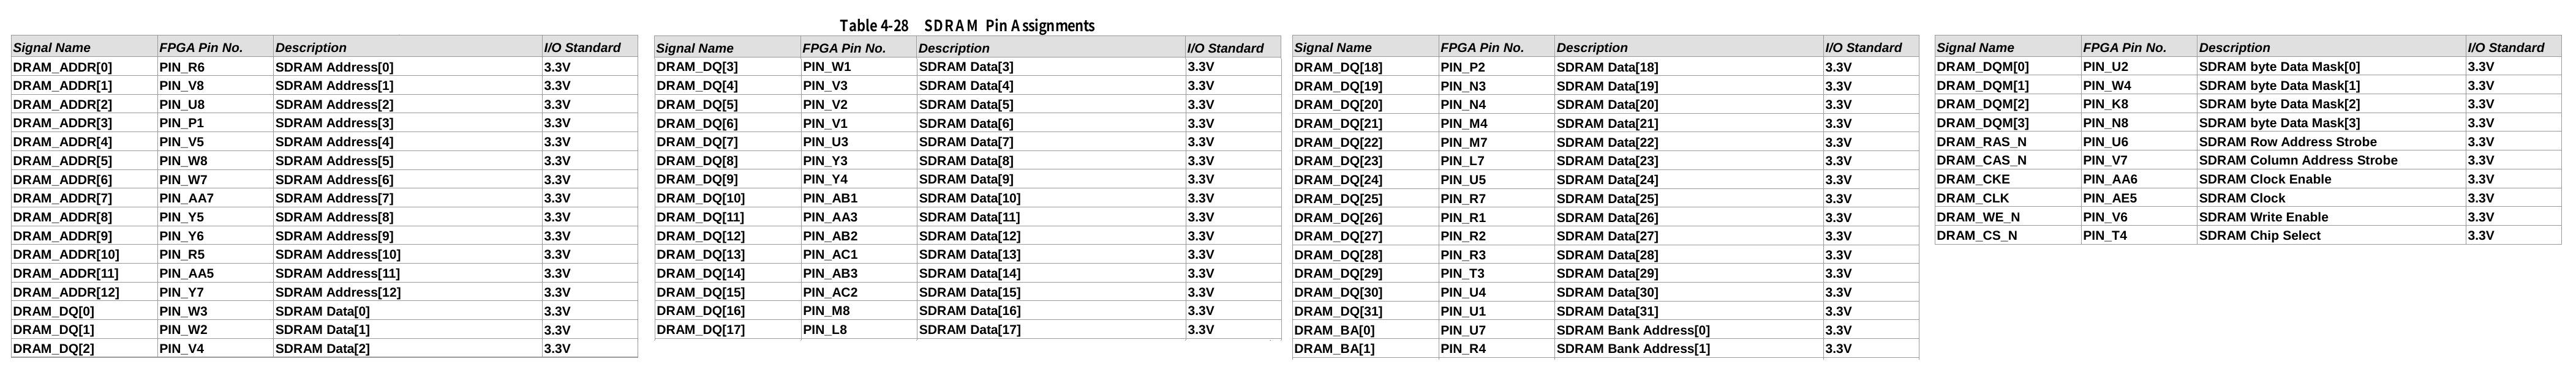 Table 4-28 SDRAM Pin Assignments
Signal Name FPGA Pin No. Description I/O Standard
DRAM_ADDR[0] PIN_R6 SDRAM Address[0] 3.3V
DRAM_ADDR[1] PIN_V8 SDRAM Address[1] 3.3V
DRAM_ADDR[2] PIN_U8 SDRAM Address[2] 3.3V
DRAM_ADDR[3] PIN_P1 SDRAM Address[3] 3.3V
DRAM_ADDR[4] PIN_V5 SDRAM Address[4] 3.3V
DRAM_ADDR[5] PIN_W8 SDRAM Address[5] 3.3V
DRAM_ADDR[6] PIN_W7 SDRAM Address[6] 3.3V
DRAM_ADDR[7] PIN_AA7 SDRAM Address[7] 3.3V
DRAM_ADDR[8] PIN_Y5 SDRAM Address[8] 3.3V
DRAM_ADDR[9] PIN_Y6 SDRAM Address[9] 3.3V
DRAM_ADDR[10] PIN_R5 SDRAM Address[10] 3.3V
DRAM_ADDR[11] PIN_AA5 SDRAM Address[11] 3.3V
DRAM_ADDR[12] PIN_Y7 SDRAM Address[12] 3.3V
DRAM_DQ[0] PIN_W3 SDRAM Data[0] 3.3V
DRAM_DQ[1] PIN_W2 SDRAM Data[1] 3.3V
DRAM_DQ[2] PIN_V4 SDRAM Data[2] 3.3V
Signal Name FPGA Pin No. Description I/O Standard
DRAM_DQ[3] PIN_W1 SDRAM Data[3] 3.3V
DRAM_DQ[4] PIN_V3 SDRAM Data[4] 3.3V
DRAM_DQ[5] PIN_V2 SDRAM Data[5] 3.3V
DRAM_DQ[6] PIN_V1 SDRAM Data[6] 3.3V
DRAM_DQ[7] PIN_U3 SDRAM Data[7] 3.3V
DRAM_DQ[8] PIN_Y3 SDRAM Data[8] 3.3V
DRAM_DQ[9] PIN_Y4 SDRAM Data[9] 3.3V
DRAM_DQ[10] PIN_AB1 SDRAM Data[10] 3.3V
DRAM_DQ[11] PIN_AA3 SDRAM Data[11] 3.3V
DRAM_DQ[12] PIN_AB2 SDRAM Data[12] 3.3V
DRAM_DQ[13] PIN_AC1 SDRAM Data[13] 3.3V
DRAM_DQ[14] PIN_AB3 SDRAM Data[14] 3.3V
DRAM_DQ[15] PIN_AC2 SDRAM Data[15] 3.3V
DRAM_DQ[16] PIN_M8 SDRAM Data[16] 3.3V
DRAM_DQ[17] PIN_L8 SDRAM Data[17] 3.3V
Signal Name FPGA Pin No. Description I/O Standard
DRAM_DQ[18] PIN_P2 SDRAM Data[18] 3.3V
DRAM_DQ[19] PIN_N3 SDRAM Data[19] 3.3V
DRAM_DQ[20] PIN_N4 SDRAM Data[20] 3.3V
DRAM_DQ[21] PIN_M4 SDRAM Data[21] 3.3V
DRAM_DQ[22] PIN_M7 SDRAM Data[22] 3.3V
DRAM_DQ[23] PIN_L7 SDRAM Data[23] 3.3V
DRAM_DQ[24] PIN_U5 SDRAM Data[24] 3.3V
DRAM_DQ[25] PIN_R7 SDRAM Data[25] 3.3V
DRAM_DQ[26] PIN_R1 SDRAM Data[26] 3.3V
DRAM_DQ[27] PIN_R2 SDRAM Data[27] 3.3V
DRAM_DQ[28] PIN_R3 SDRAM Data[28] 3.3V
DRAM_DQ[29] PIN_T3 SDRAM Data[29] 3.3V
DRAM_DQ[30] PIN_U4 SDRAM Data[30] 3.3V
DRAM_DQ[31] PIN_U1 SDRAM Data[31] 3.3V
DRAM_BA[0] PIN_U7 SDRAM Bank Address[0] 3.3V
DRAM_BA[1] PIN_R4 SDRAM Bank Address[1] 3.3V
Signal Name FPGA Pin No. Description I/O Standard
DRAM_DQM[0] PIN_U2 SDRAM byte Data Mask[0] 3.3V
DRAM_DQM[1] PIN_W4 SDRAM byte Data Mask[1] 3.3V
DRAM_DQM[2] PIN_K8 SDRAM byte Data Mask[2] 3.3V
DRAM_DQM[3] PIN_N8 SDRAM byte Data Mask[3] 3.3V
DRAM_RAS_N PIN_U6 SDRAM Row Address Strobe 3.3V
DRAM_CAS_N PIN_V7 SDRAM Column Address Strobe 3.3V
DRAM_CKE PIN_AA6 SDRAM Clock Enable 3.3V
DRAM_CLK PIN_AE5 SDRAM Clock 3.3V
DRAM_WE_N PIN_V6 SDRAM Write Enable 3.3V
DRAM_CS_N PIN_T4 SDRAM Chip Select 3.3V